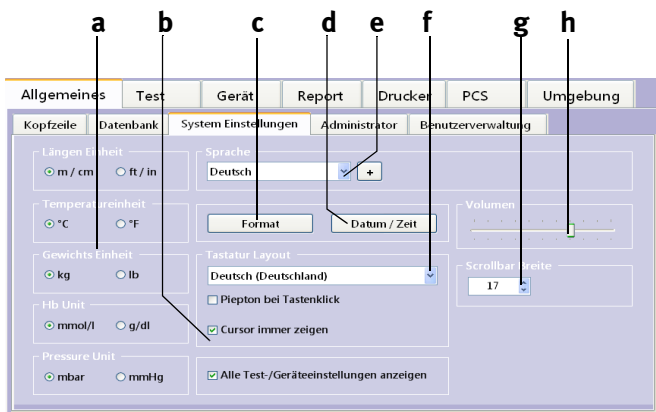 a b c d e f g h
Allgemeines Test Gerät Report Drucker PCS Umgebung
Kopfzeile Datenbank System Einstellungen Administrator Benutzerverwaltung
Längen Einheit
m / cm ft / in
Sprache
Deutsch +
Temperatureinheit
°C °F
Format Datum / Zeit
Volumen
Gewichts Einheit
kg lb
Tastatur Layout
Deutsch (Deutschland)
Piepton bei Tastenklick
Cursor immer zeigen
Scrollbar Breite
17
Hb Unit
mmol/l g/dl
Pressure Unit
mbar mmHg
Alle Test-/Geräteeinstellungen anzeigen